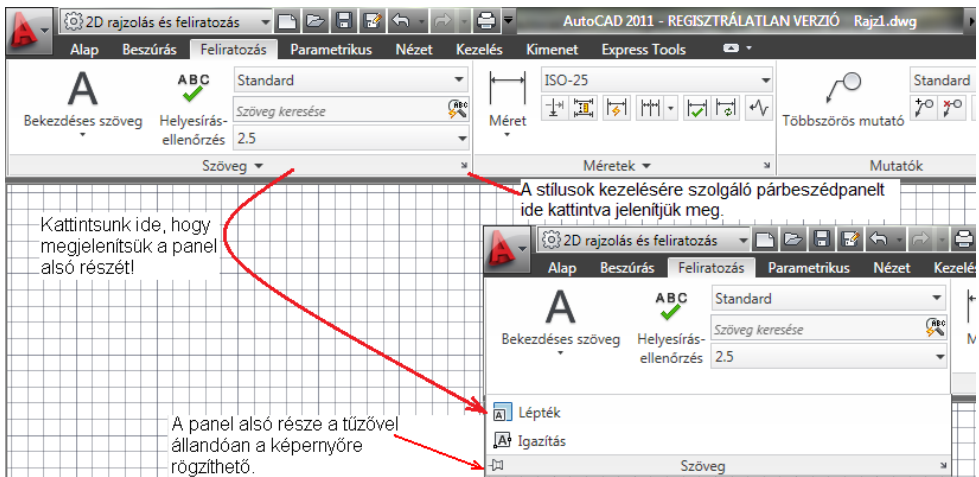 2D rajzolás és feliratozás
AutoCAD 2011 - REGISZTRÁLATLAN VERZIÓ Rajz1.dwg
Alap Beszúrás Feliratozás Parametrikus Nézet Kezelés Kimenet Express Tools
A
Bekezdéses szöveg
ABC
Helyesírás-
ellenőrzés
Standard
Szöveg keresése
ABC
2.5
Szöveg
Méret
ISO-25
Méretek
Többszörös mutató
Standard
Mutatók
A stílusok kezelésére szolgáló párbeszédpanelt
ide kattintva jelenítjük meg.
Kattintsunk ide, hogy
megjelenítsük a panel
alsó részét!
2D rajzolás és feliratozás
Alap Beszúrás Feliratozás Parametrikus Nézet Kezelés
A
Bekezdéses szöveg
ABC
Helyesírás-
ellenőrzés
Standard
Szöveg keresése
ABC
2.5
M
A Lépték
A Igazítás
Szöveg
A panel alsó része a tűzővel
állandóan a képernyőre
rögzíthető.